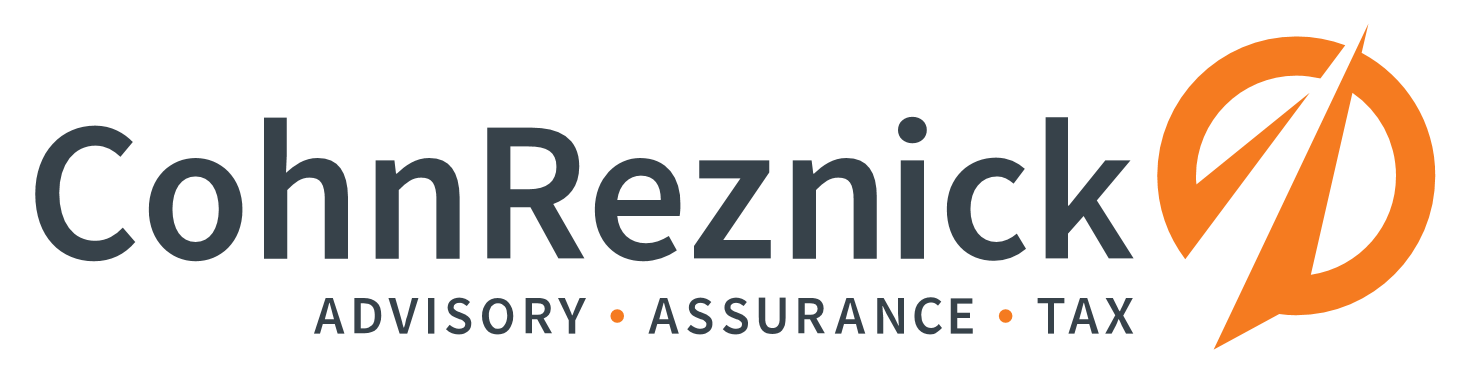 CohnReznick
ADVISORY • ASSURANCE • TAX